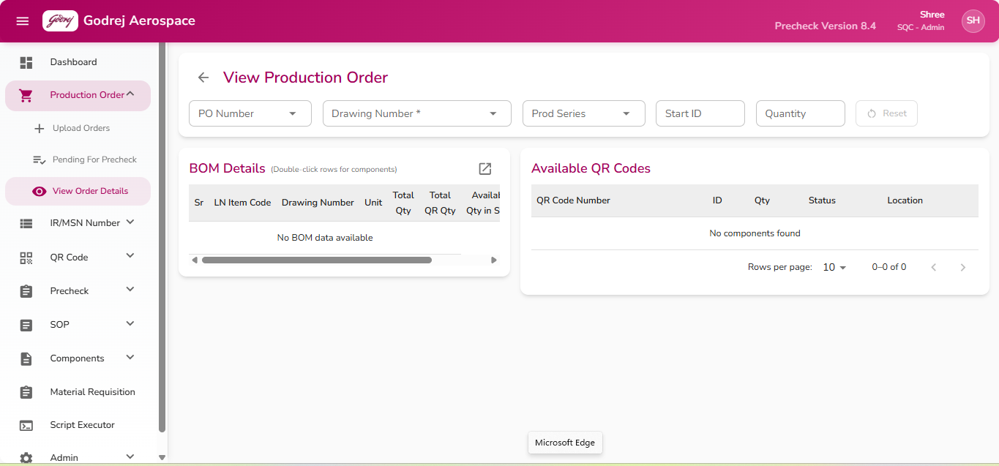 Godrej
Godrej Aerospace
Precheck Version 8.4
Shree
SQC - Admin
SH
Dashboard
Production Order
Upload Orders
Pending For Precheck
View Order Details
IR/MSN Number
QR Code
Precheck
SOP
Components
Material Requisition
Script Executor
Admin
View Production Order
PO Number
Drawing Number *
Prod Series
Start ID
Quantity
Reset
BOM Details (Double-click rows for components)
Sr LN Item Code Drawing Number Unit Total Qty Total QR Qty Availab Qty in S
No BOM data available
Available QR Codes
QR Code Number ID Qty Status Location
No components found
Rows per page: 10 0–0 of 0
Microsoft Edge